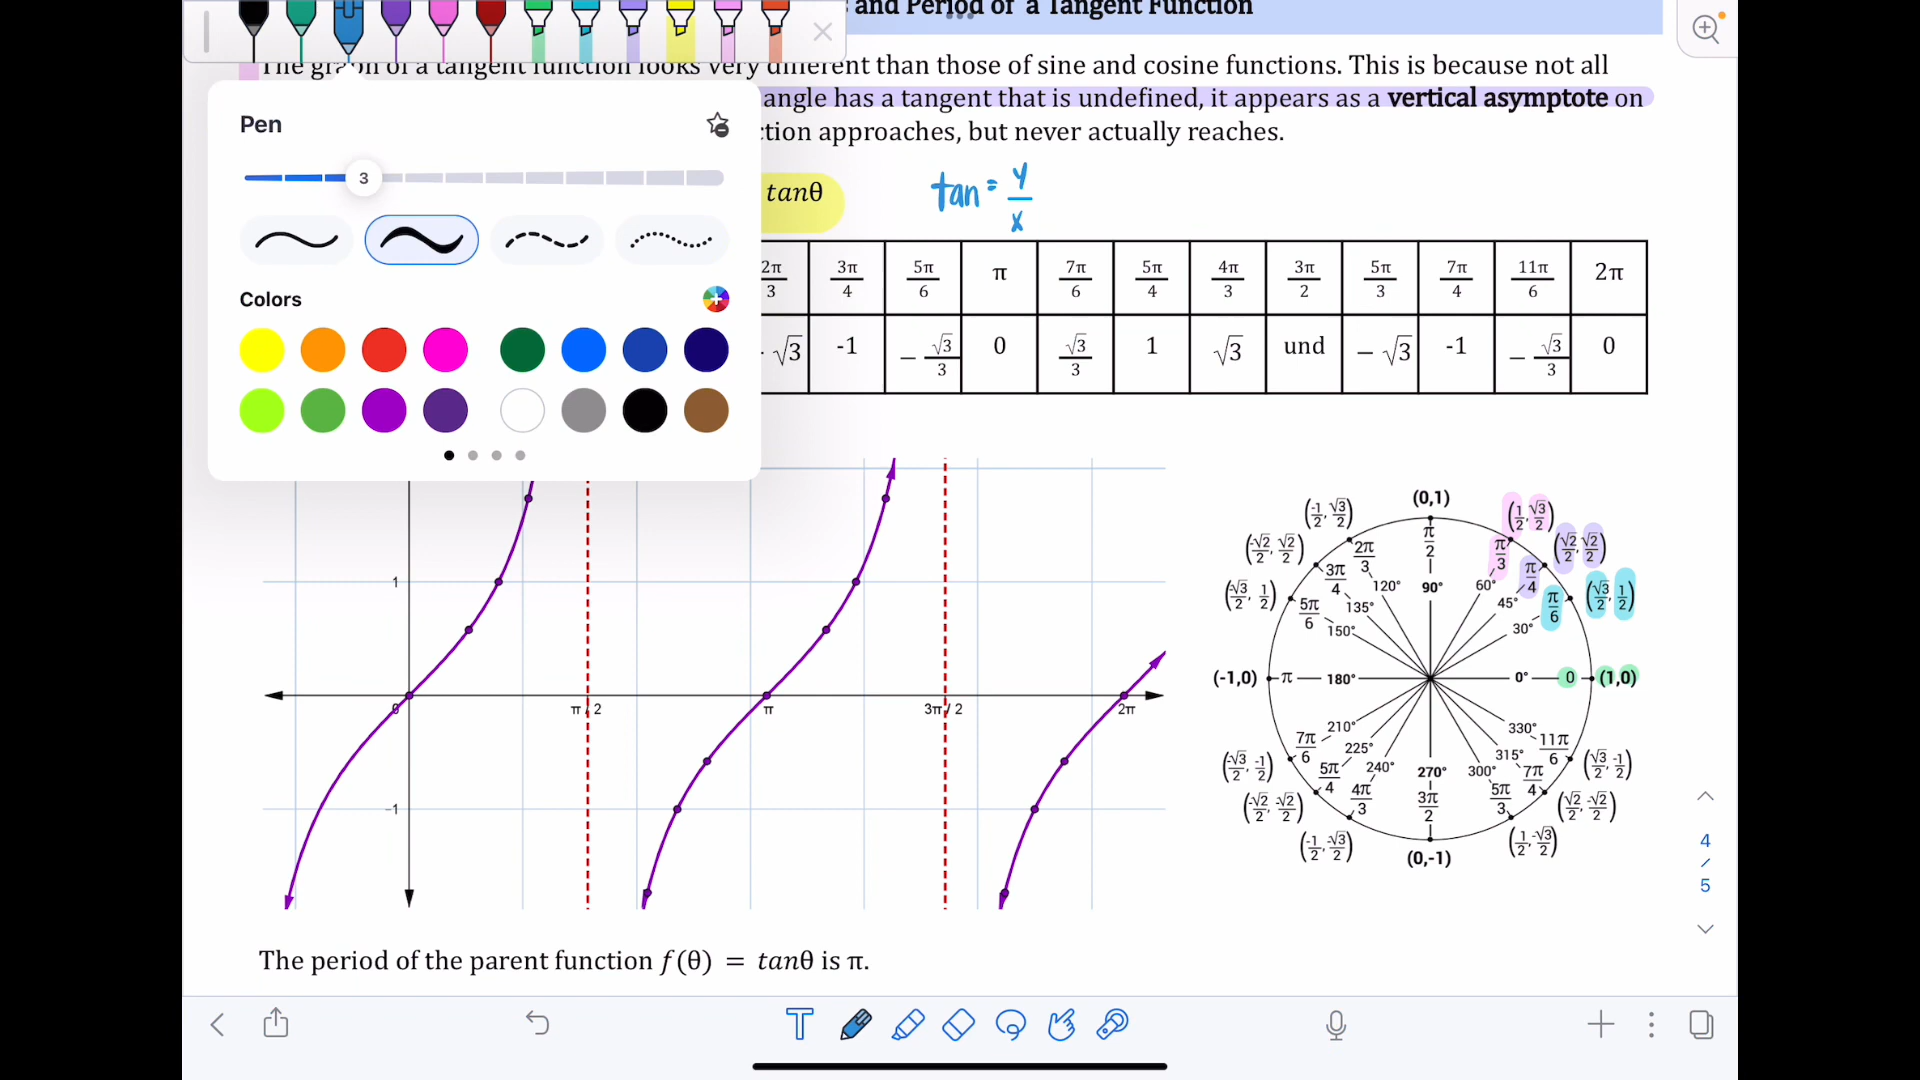 and Period of a Tangent Function
The graph of a tangent function looks very different than those of sine and cosine functions. This is because not all
angle has a tangent that is undefined, it appears as a vertical asymptote on
ction approaches, but never actually reaches.
Pen
3
Colors
tanθ
tan = y/x
2π/3 3π/4 5π/6 π 7π/6 5π/4 4π/3 3π/2 5π/3 7π/4 11π/6 2π
- √3 -1 - √3/3 0 √3/3 1 √3 und - √3 -1 - √3/3 0
1
0 π / 2 π 3π / 2 2π
-1
(0,1)
(-1/2, √3/2) (1/2, √3/2)
(-√2/2, √2/2) (√2/2, √2/2)
(-√3/2, 1/2) (√3/2, 1/2)
π/2 2π/3 3π/4 5π/6 π/3 π/4 π/6
90° 120° 135° 150° 60° 45° 30°
(-1,0) π 180° 0° 0 (1,0)
210° 225° 240° 270° 300° 315° 330°
7π/6 5π/4 4π/3 3π/2 5π/3 7π/4 11π/6
(-√3/2, -1/2) (√3/2, -1/2)
(-√2/2, √2/2) (√2/2, -√2/2)
(-1/2, -√3/2) (1/2, -√3/2)
(0,-1)
4
/
5
The period of the parent function f(θ) = tanθ is π.
T